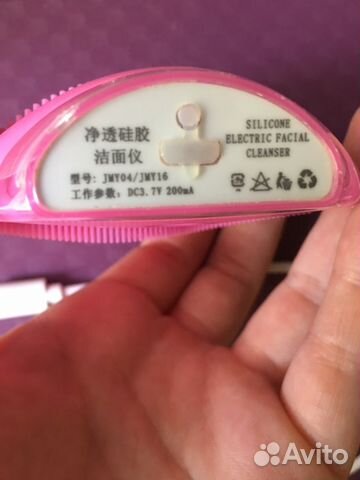 净透硅胶
洁面仪
SILICONE
ELECTRIC FACIAL
CLEANSER
型号: JMY04/JMY16
工作参数: DC3.7V 200mA
Avito